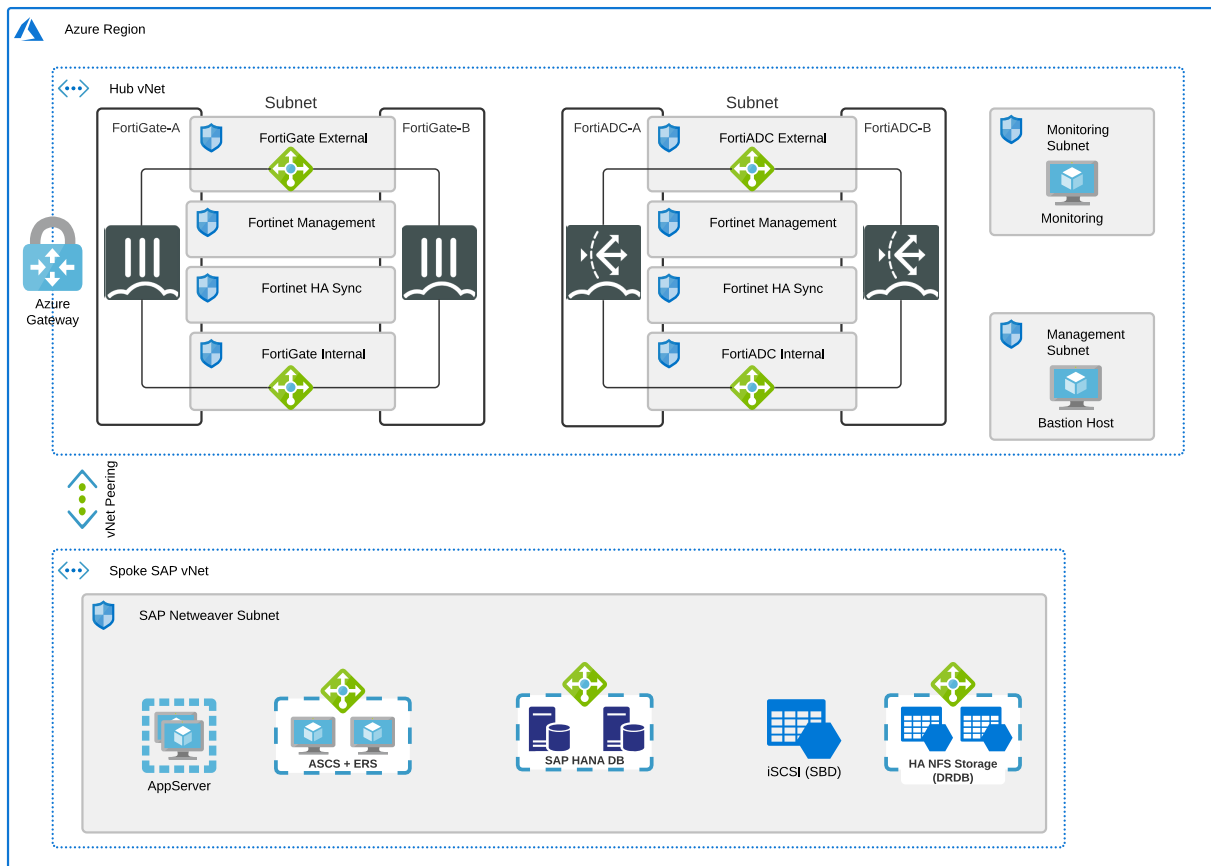 Azure Region
Hub vNet
Subnet
Subnet
FortiGate-A
FortiGate External
FortiGate-B
FortiADC-A
FortiADC External
FortiADC-B
Monitoring
Subnet
Monitoring
Fortinet Management
Fortinet Management
Fortinet HA Sync
Fortinet HA Sync
Azure
Gateway
FortiGate Internal
FortiADC Internal
Management
Subnet
Bastion Host
vNet Peering
Spoke SAP vNet
SAP Netweaver Subnet
AppServer
ASCS + ERS
SAP HANA DB
iSCSI (SBD)
HA NFS Storage
(DRDB)